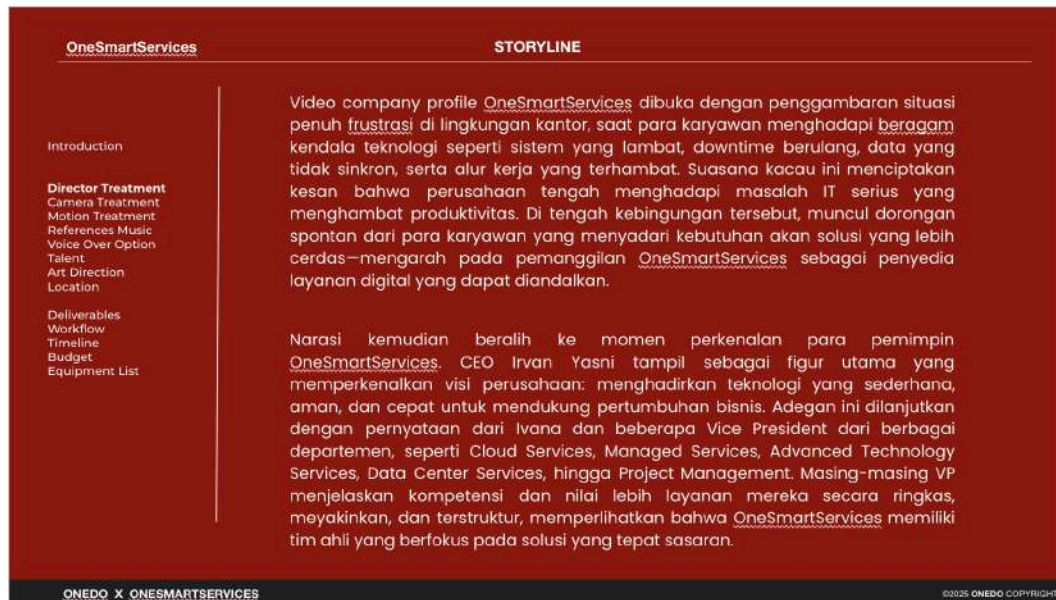 OneSmartServices
STORYLINE
Introduction
Director Treatment
Camera Treatment
Motion Treatment
References Music
Voice Over Option
Talent
Art Direction
Location
Deliverables
Workflow
Timeline
Budget
Equipment List
Video company profile OneSmartServices dibuka dengan penggambaran situasi
penuh frustrasi di lingkungan kantor, saat para karyawan menghadapi beragam
kendala teknologi seperti sistem yang lambat, downtime berulang, data yang
tidak sinkron, serta alur kerja yang terhambat. Suasana kacau ini menciptakan
kesan bahwa perusahaan tengah menghadapi masalah IT serius yang
menghambat produktivitas. Di tengah kebingungan tersebut, muncul dorongan
spontan dari para karyawan yang menyadari kebutuhan akan solusi yang lebih
cerdas—mengarah pada pemanggilan OneSmartServices sebagai penyedia
layanan digital yang dapat diandalkan.
Narasi kemudian beralih ke momen perkenalan para pemimpin
OneSmartServices. CEO Irvan Yasni tampil sebagai figur utama yang
memperkenalkan visi perusahaan: menghadirkan teknologi yang sederhana,
aman, dan cepat untuk mendukung pertumbuhan bisnis. Adegan ini dilanjutkan
dengan pernyataan dari Ivana dan beberapa Vice President dari berbagai
departemen, seperti Cloud Services, Managed Services, Advanced Technology
Services, Data Center Services, hingga Project Management. Masing-masing VP
menjelaskan kompetensi dan nilai lebih layanan mereka secara ringkas,
meyakinkan, dan terstruktur, memperlihatkan bahwa OneSmartServices memiliki
tim ahli yang berfokus pada solusi yang tepat sasaran.
ONEDO X ONESMARTSERVICES
©2025 ONEDO COPYRIGHT